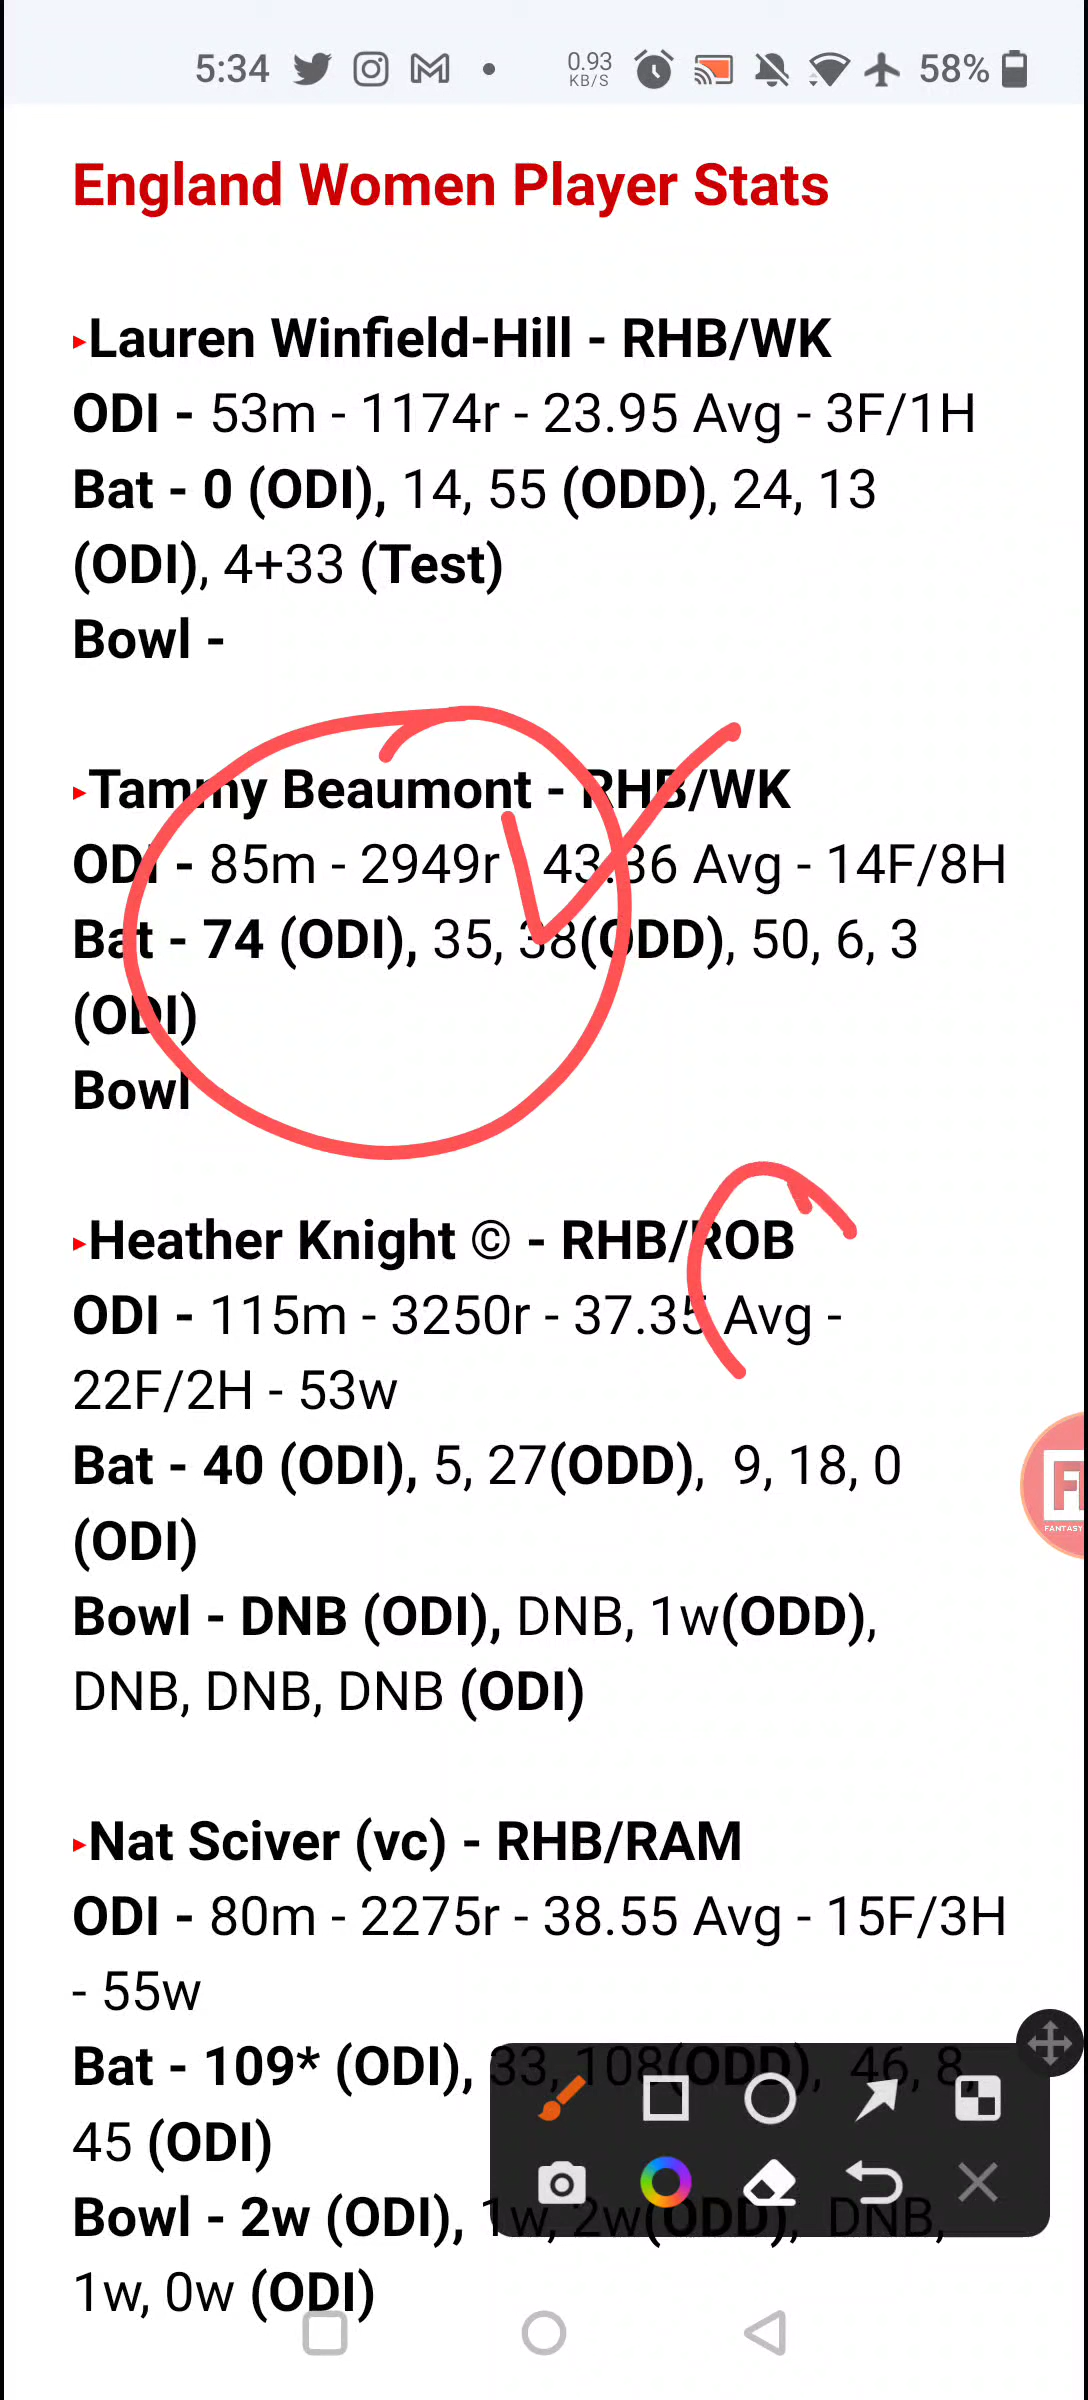 5:34 0.93 KB/S 58%
England Women Player Stats
▸Lauren Winfield-Hill - RHB/WK
ODI - 53m - 1174r - 23.95 Avg - 3F/1H
Bat - 0 (ODI), 14, 55 (ODD), 24, 13
(ODI), 4+33 (Test)
Bowl -
▸Tammy Beaumont - RHB/WK
ODI - 85m - 2949r 43.36 Avg - 14F/8H
Bat - 74 (ODI), 35, 38(ODD), 50, 6, 3
(ODI)
Bowl
▸Heather Knight © - RHB/ROB
ODI - 115m - 3250r - 37.35 Avg -
22F/2H - 53w
Bat - 40 (ODI), 5, 27(ODD), 9, 18, 0
(ODI)
Bowl - DNB (ODI), DNB, 1w(ODD),
DNB, DNB, DNB (ODI)
FANTASY
▸Nat Sciver (vc) - RHB/RAM
ODI - 80m - 2275r - 38.55 Avg - 15F/3H
- 55w
Bat - 109* (ODI), 33, 108(ODD), 46, 8,
45 (ODI)
Bowl - 2w (ODI), 1w, 2w(ODD), DNB,
1w, 0w (ODI)